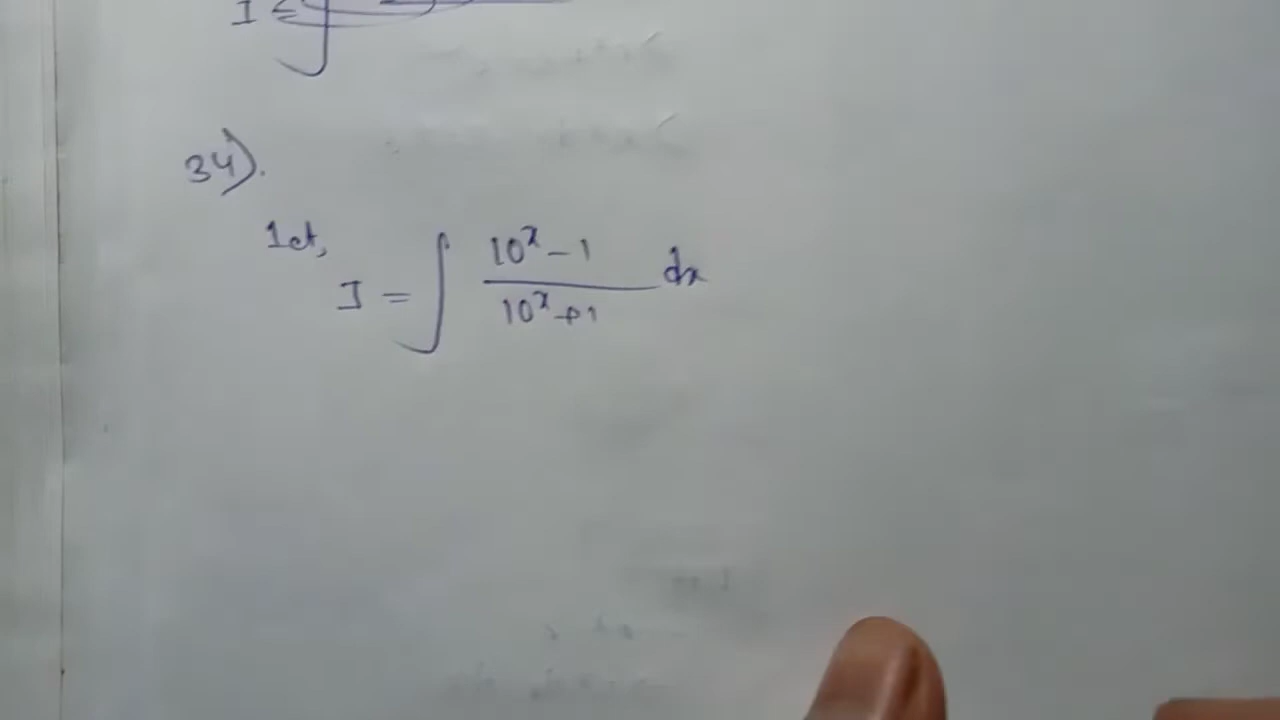 I =∫
34).
Let,
I = ∫ 10^x - 1 / 10^x + 1 dx